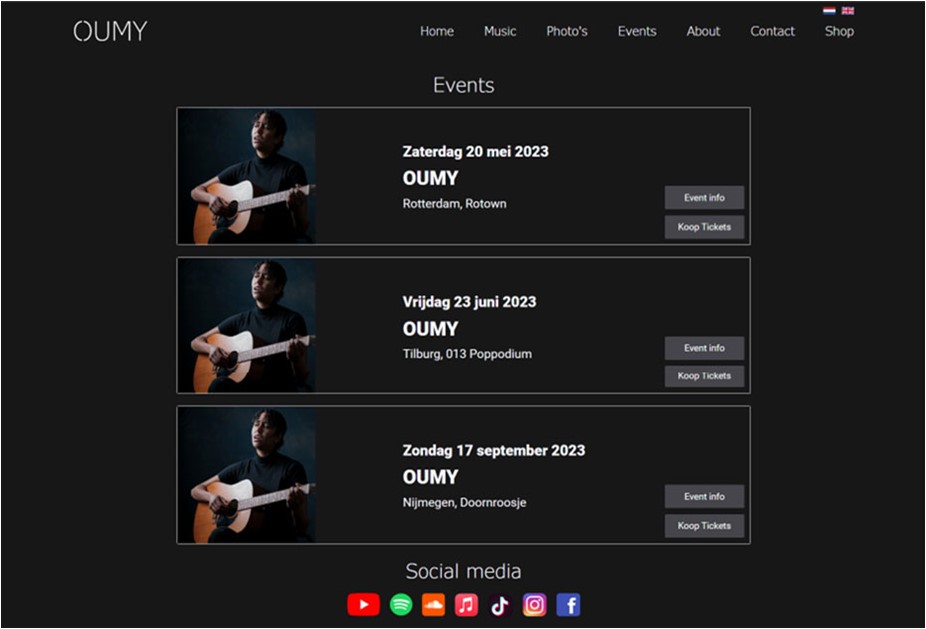 OUMY
Home Music Photo's Events About Contact Shop
Events
Zaterdag 20 mei 2023
OUMY
Rotterdam, Rotown
Event info
Koop Tickets
Vrijdag 23 juni 2023
OUMY
Tilburg, 013 Poppodium
Event info
Koop Tickets
Zondag 17 september 2023
OUMY
Nijmegen, Doornroosje
Event info
Koop Tickets
Social media